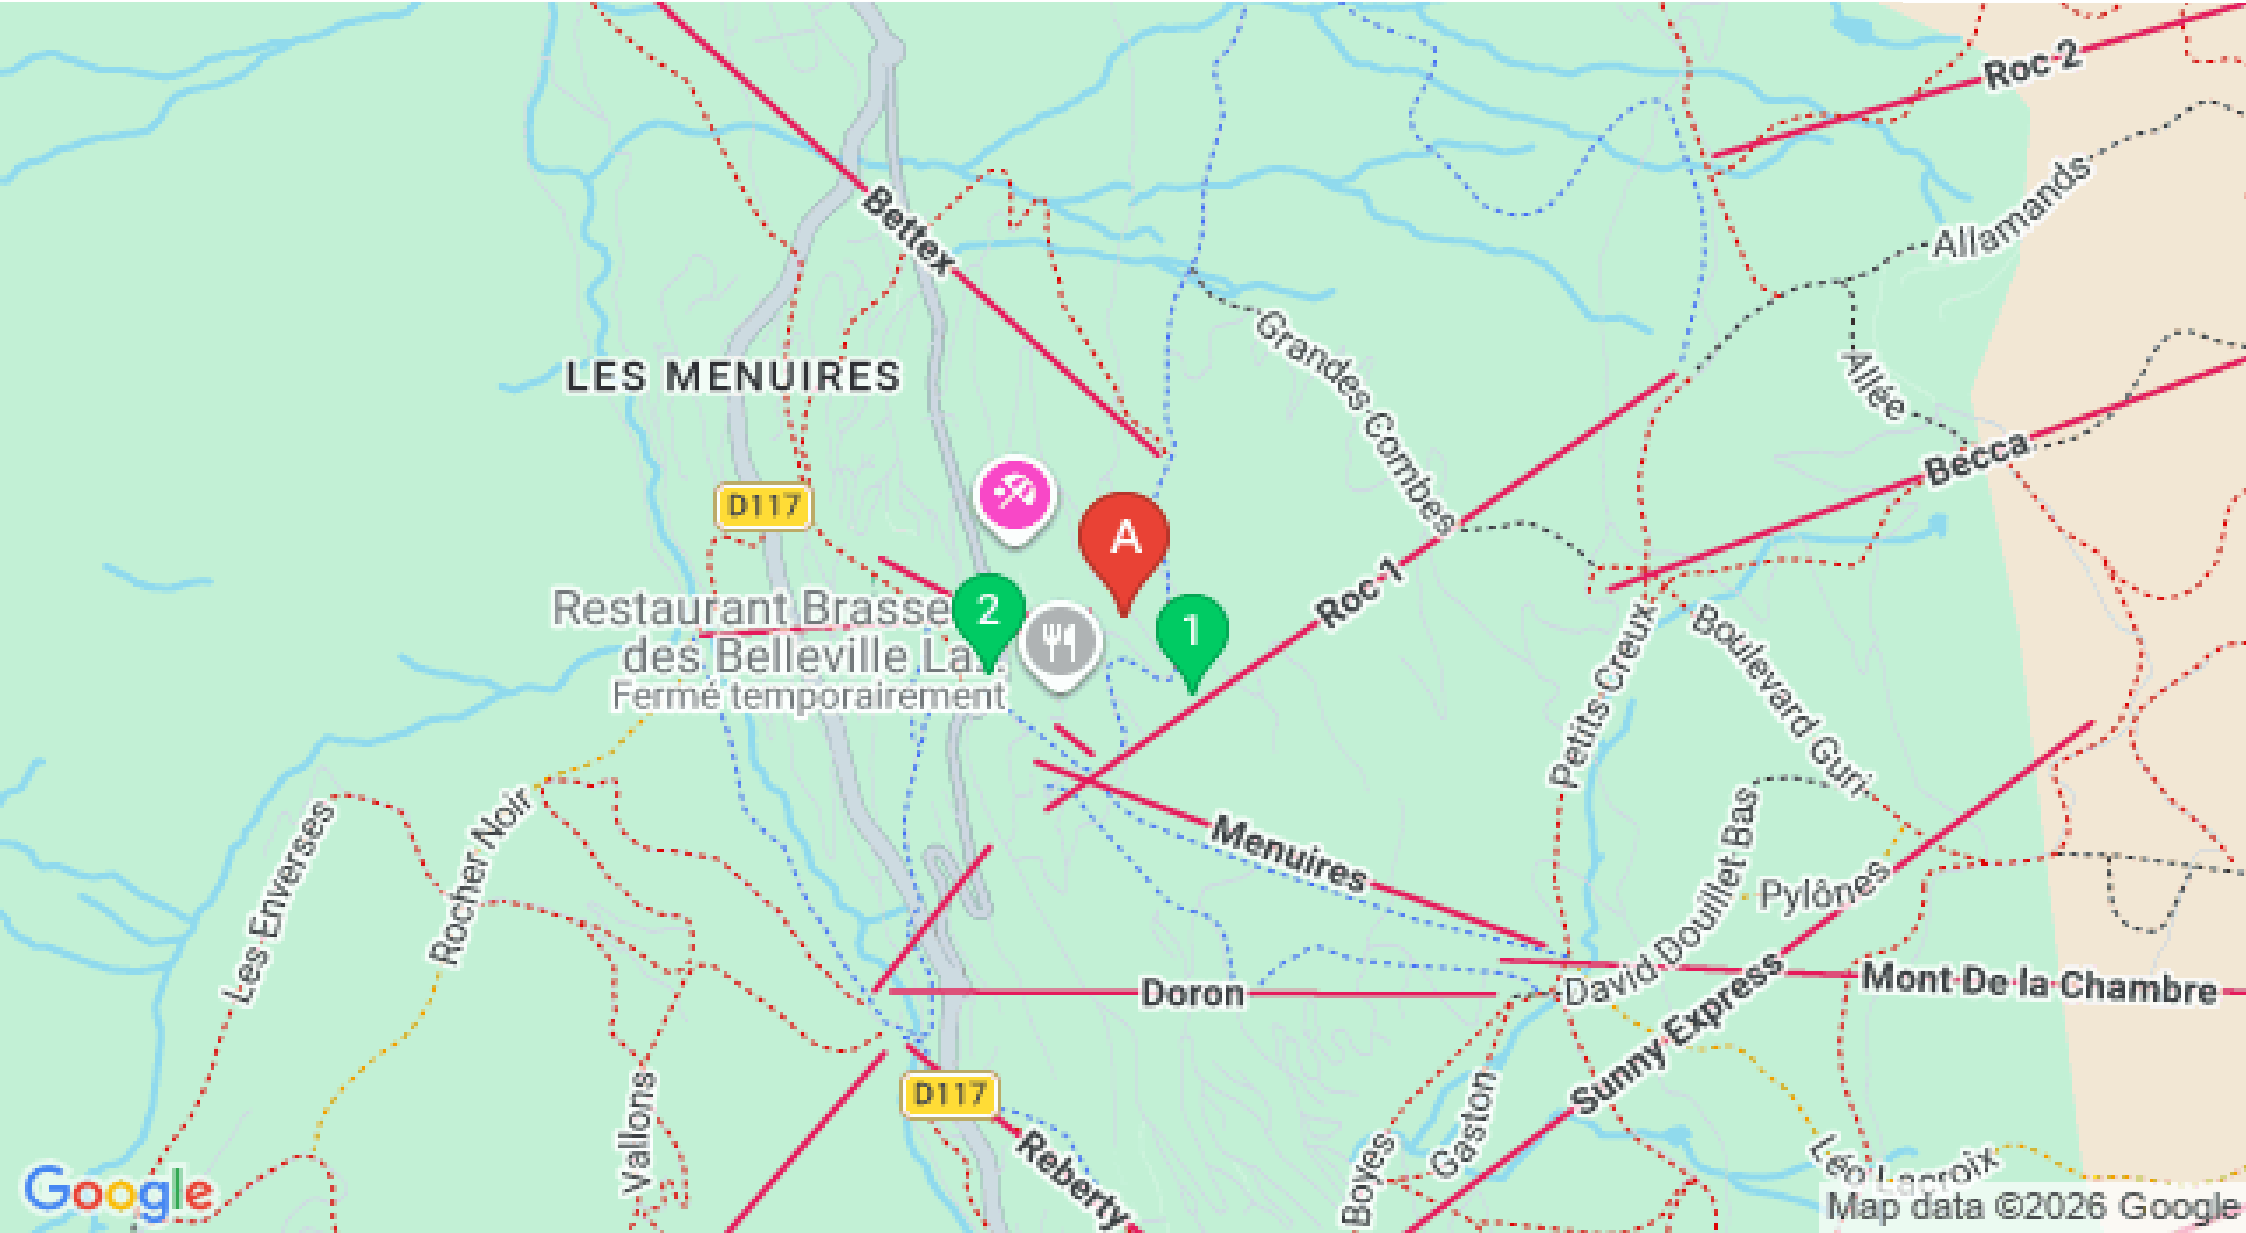 Roc 2
Allamands
Bettex
Grandes Combes
LES MENUIRES
Allée
Becca
D117
A
Roc 1
Restaurant Brasse
2
1
des Belleville La...
Fermé temporairement
Petits Creux
Boulevard Guri
Menuires
David Douillet Bas
Pylônes
Les Enverses
Rocher Noir
Doron
Mont De la Chambre
Sunny Express
D117
Vallons
Reberty
Boyes
Gaston
Léo Lacroix
Google
Map data ©2026 Google